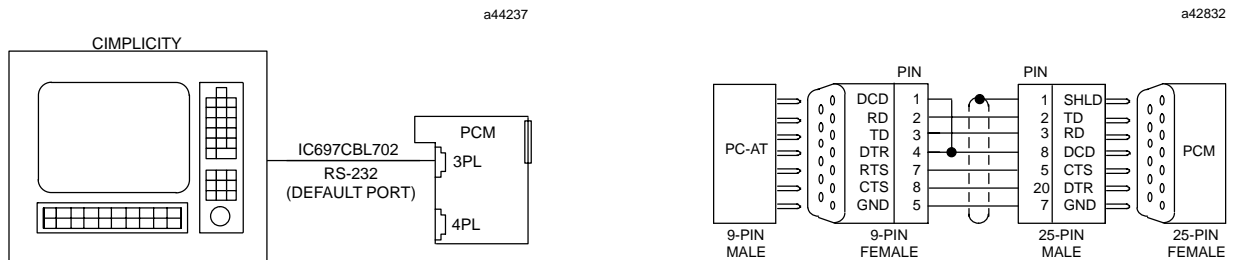 a44237
CIMPLICITY
IC697CBL702
RS-232
(DEFAULT PORT)
PCM
3PL
4PL
a42832
PIN PIN
PC-AT
DCD 1 1 SHLD
RD 2 2 TD
TD 3 3 RD
DTR 4 8 DCD
RTS 7 5 CTS
CTS 8 20 DTR
GND 5 7 GND
PCM
9-PIN MALE
9-PIN FEMALE
25-PIN MALE
25-PIN FEMALE